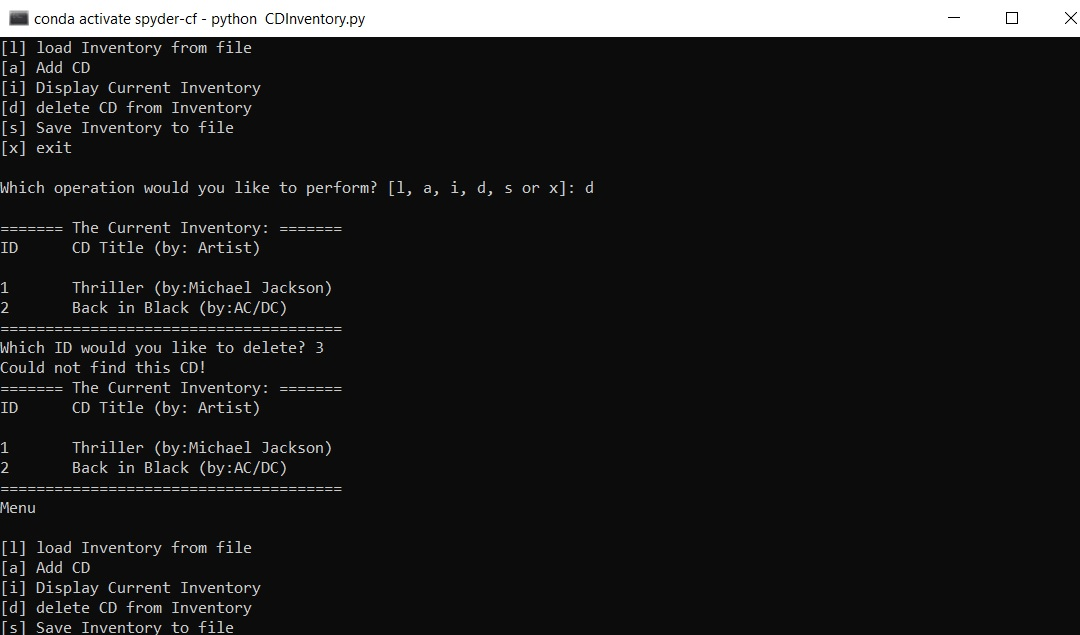 conda activate spyder-cf - python  CDInventory.py
[l] load Inventory from file
[a] Add CD
[i] Display Current Inventory
[d] delete CD from Inventory
[s] Save Inventory to file
[x] exit
Which operation would you like to perform? [l, a, i, d, s or x]: d
======= The Current Inventory: =======
ID      CD Title (by: Artist)
1       Thriller (by:Michael Jackson)
2       Back in Black (by:AC/DC)
======================================
Which ID would you like to delete? 3
Could not find this CD!
======= The Current Inventory: =======
ID      CD Title (by: Artist)
1       Thriller (by:Michael Jackson)
2       Back in Black (by:AC/DC)
======================================
Menu
[l] load Inventory from file
[a] Add CD
[i] Display Current Inventory
[d] delete CD from Inventory
[s] Save Inventory to file